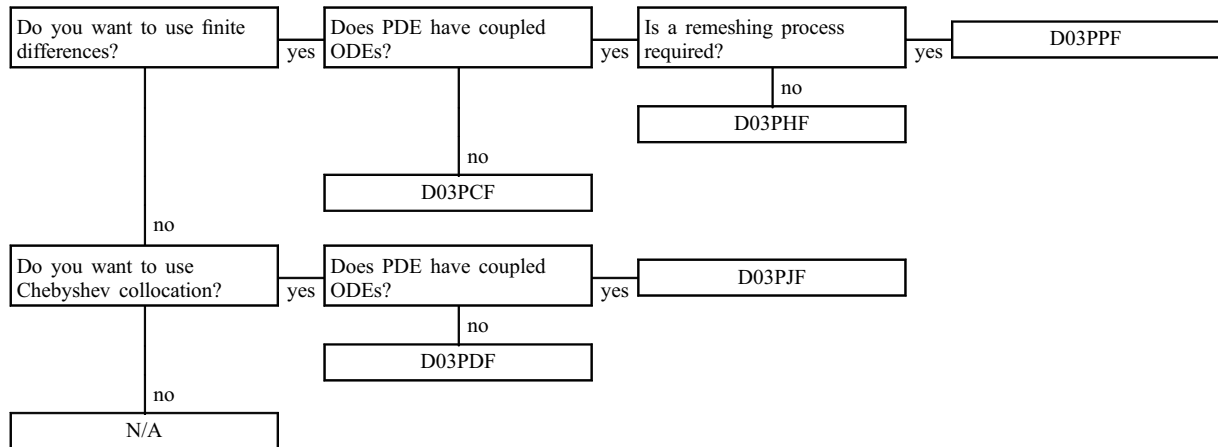 Do you want to use finite
differences?
yes
Does PDE have coupled
ODEs?
yes
Is a remeshing process
required?
yes
D03PPF
no
D03PHF
no
D03PCF
no
Do you want to use
Chebyshev collocation?
yes
Does PDE have coupled
ODEs?
yes
D03PJF
no
D03PDF
no
N/A